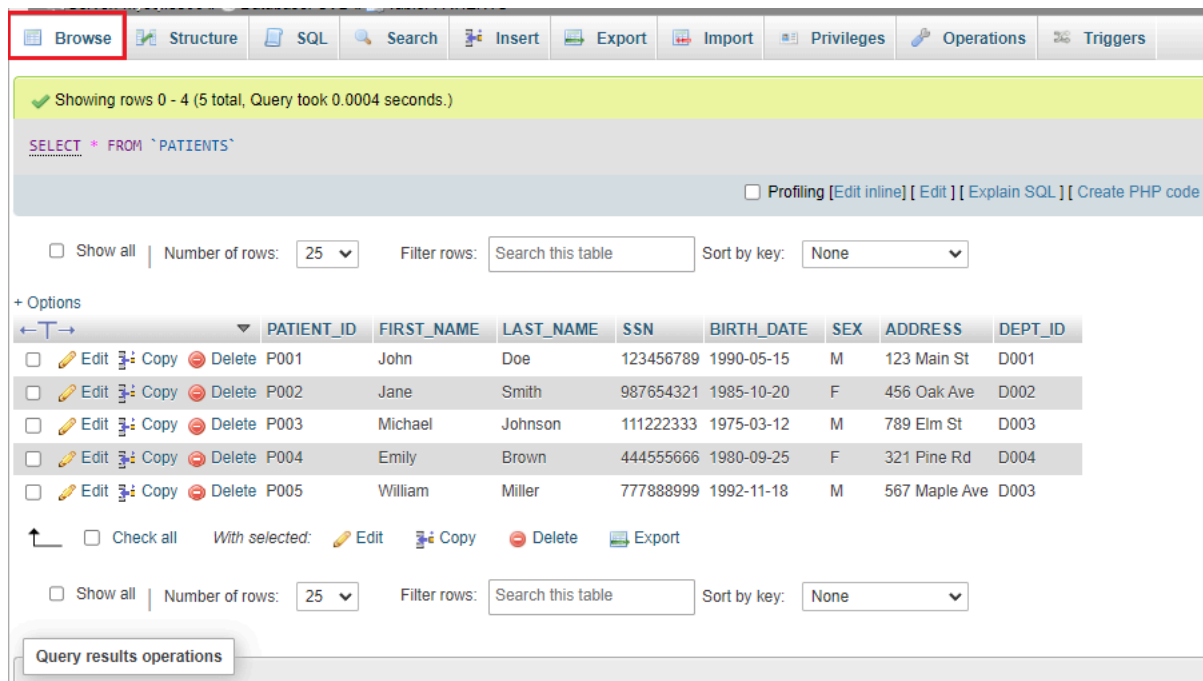 Browse Structure SQL Search Insert Export Import Privileges Operations Triggers
Showing rows 0 - 4 (5 total, Query took 0.0004 seconds.)
SELECT * FROM `PATIENTS`
Profiling [Edit inline] [ Edit ] [ Explain SQL ] [ Create PHP code
Show all | Number of rows: 25 Filter rows: Search this table Sort by key: None
+ Options
←T→ ▼ PATIENT_ID FIRST_NAME LAST_NAME SSN BIRTH_DATE SEX ADDRESS DEPT_ID
Edit Copy Delete P001 John Doe 123456789 1990-05-15 M 123 Main St D001
Edit Copy Delete P002 Jane Smith 987654321 1985-10-20 F 456 Oak Ave D002
Edit Copy Delete P003 Michael Johnson 111222333 1975-03-12 M 789 Elm St D003
Edit Copy Delete P004 Emily Brown 444555666 1980-09-25 F 321 Pine Rd D004
Edit Copy Delete P005 William Miller 777888999 1992-11-18 M 567 Maple Ave D003
Check all With selected: Edit Copy Delete Export
Show all | Number of rows: 25 Filter rows: Search this table Sort by key: None
Query results operations